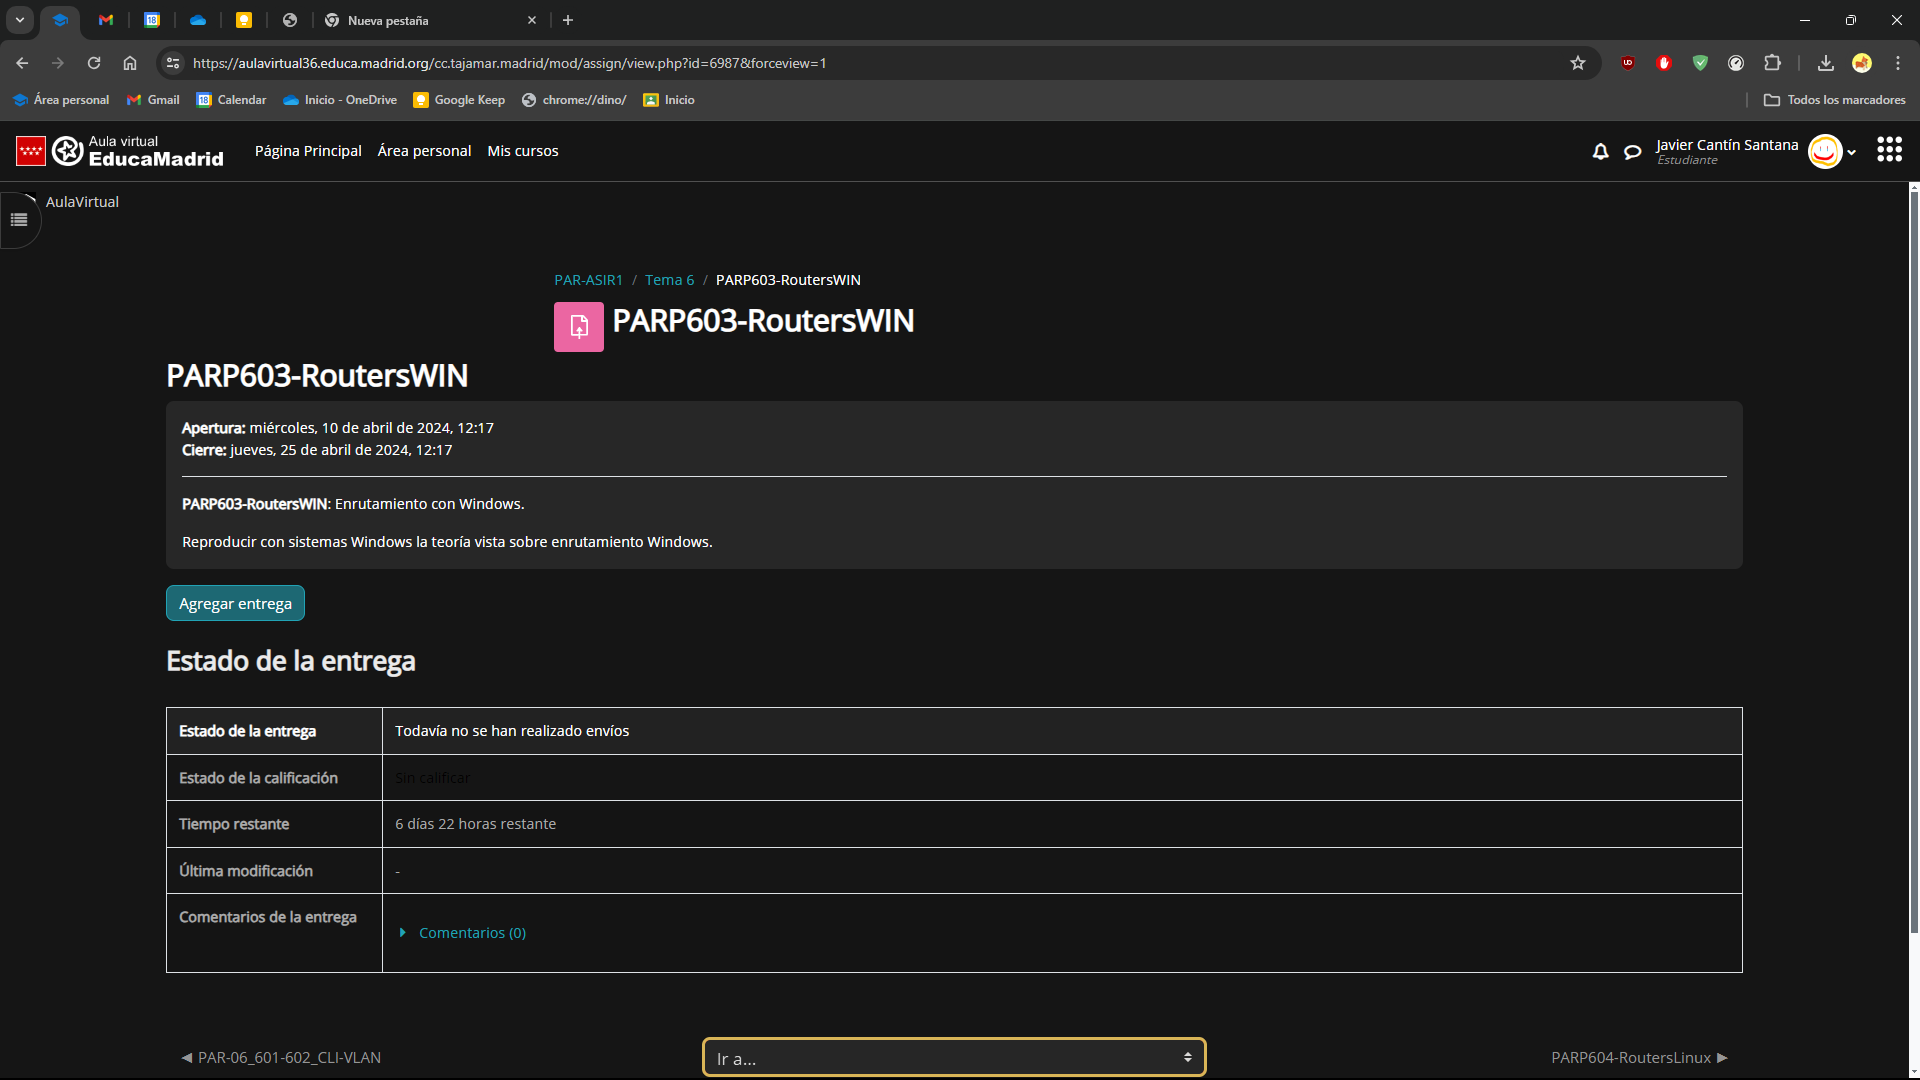 Nueva pestaña
https://aulavirtual36.educa.madrid.org/cc.tajamar.madrid/mod/assign/view.php?id=6987&forceview=1
Área personal
Gmail
18
Calendar
Inicio - OneDrive
Google Keep
chrome://dino/
Inicio
Todos los marcadores
Aula virtual
EducaMadrid
Página Principal
Área personal
Mis cursos
Javier Cantín Santana
Estudiante
AulaVirtual
PAR-ASIR1 / Tema 6 / PARP603-RoutersWIN
PARP603-RoutersWIN
PARP603-RoutersWIN
Apertura: miércoles, 10 de abril de 2024, 12:17
Cierre: jueves, 25 de abril de 2024, 12:17
PARP603-RoutersWIN: Enrutamiento con Windows.
Reproducir con sistemas Windows la teoría vista sobre enrutamiento Windows.
Agregar entrega
Estado de la entrega
Estado de la entrega Todavía no se han realizado envíos
Estado de la calificación Sin calificar
Tiempo restante 6 días 22 horas restante
Última modificación -
Comentarios de la entrega
Comentarios (0)
◀ PAR-06_601-602_CLI-VLAN
Ir a...
PARP604-RoutersLinux ▶